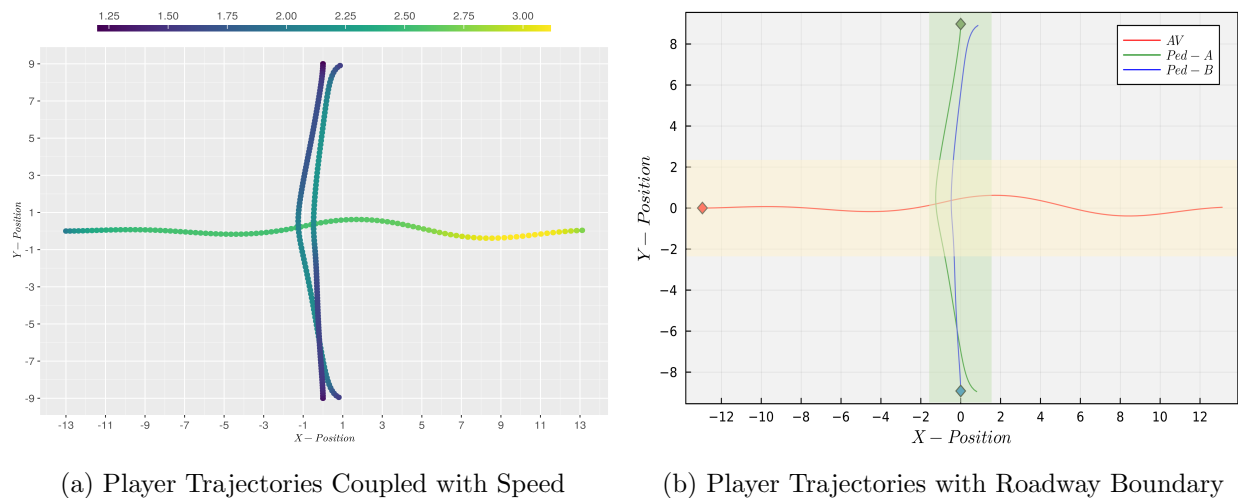 1.25 1.50 1.75 2.00 2.25 2.50 2.75 3.00
9
7
5
3
1
-1
-3
-5
-7
-9
Y − Position
-13 -11 -9 -7 -5 -3 -1 1 3 5 7 9 11 13
X − Position
(a) Player Trajectories Coupled with Speed
8
6
4
2
0
−2
−4
−6
−8
Y − Position
AV
Ped − A
Ped − B
−12 −10 −8 −6 −4 −2 0 2 4 6 8 10 12
X − Position
(b) Player Trajectories with Roadway Boundary